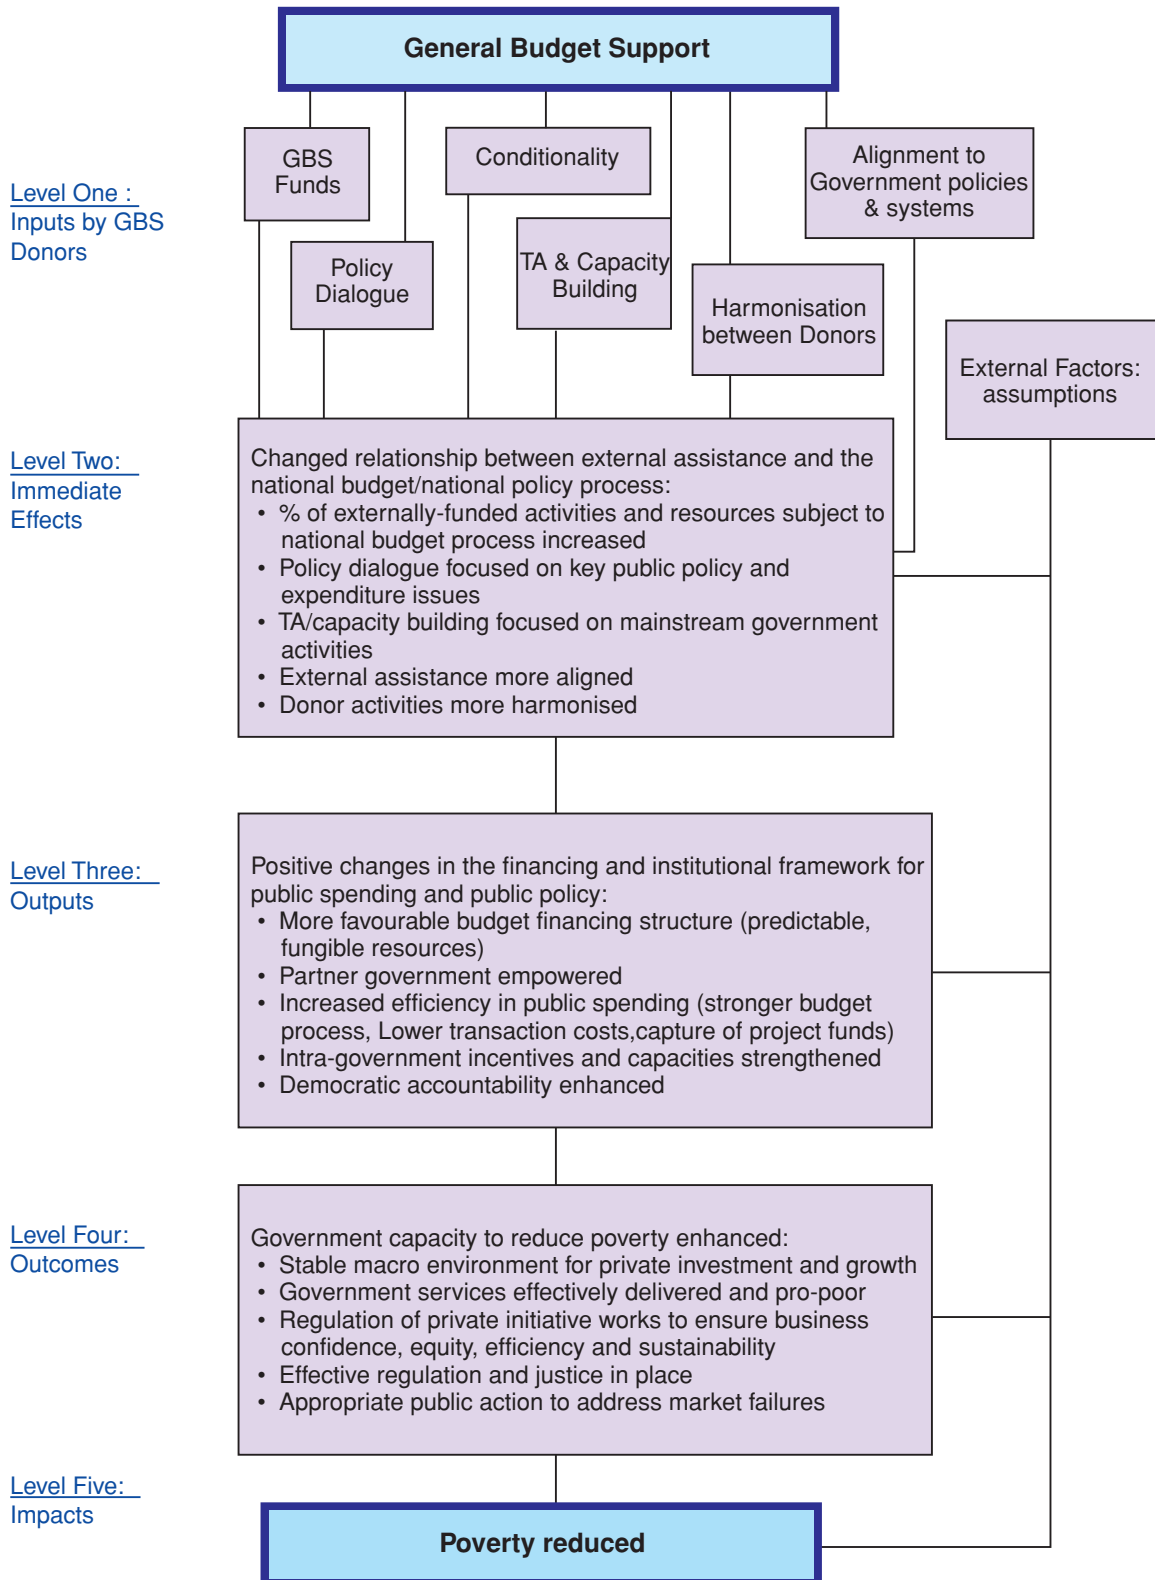 General Budget Support
GBS
Funds
Conditionality
Alignment to
Government policies
& systems
Level One :
Inputs by GBS
Donors
Policy
Dialogue
TA & Capacity
Building
Harmonisation
between Donors
External Factors:
assumptions
Level Two:
Immediate
Effects
Changed relationship between external assistance and the
national budget/national policy process:
• % of externally-funded activities and resources subject to
national budget process increased
• Policy dialogue focused on key public policy and
expenditure issues
• TA/capacity building focused on mainstream government
activities
• External assistance more aligned
• Donor activities more harmonised
Level Three:
Outputs
Positive changes in the financing and institutional framework for
public spending and public policy:
• More favourable budget financing structure (predictable,
fungible resources)
• Partner government empowered
• Increased efficiency in public spending (stronger budget
process, Lower transaction costs,capture of project funds)
• Intra-government incentives and capacities strengthened
• Democratic accountability enhanced
Level Four:
Outcomes
Government capacity to reduce poverty enhanced:
• Stable macro environment for private investment and growth
• Government services effectively delivered and pro-poor
• Regulation of private initiative works to ensure business
confidence, equity, efficiency and sustainability
• Effective regulation and justice in place
• Appropriate public action to address market failures
Level Five:
Impacts
Poverty reduced